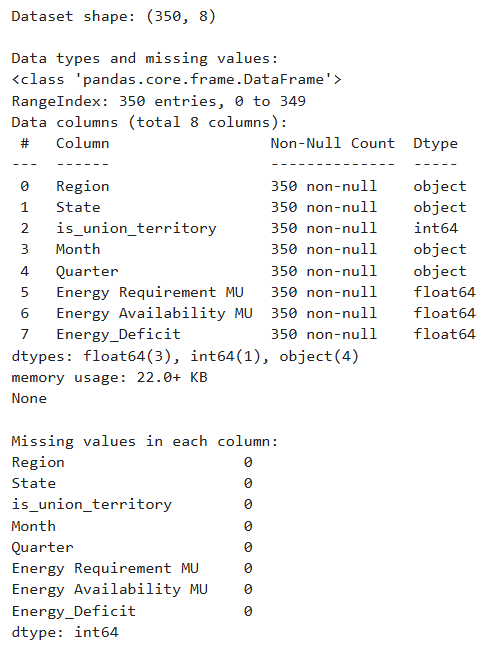 Dataset shape: (350, 8)

Data types and missing values:
<class 'pandas.core.frame.DataFrame'>
RangeIndex: 350 entries, 0 to 349
Data columns (total 8 columns):
 #   Column                  Non-Null Count  Dtype
---  ------                  --------------  -----
 0   Region                  350 non-null    object
 1   State                   350 non-null    object
 2   is_union_territory      350 non-null    int64
 3   Month                   350 non-null    object
 4   Quarter                 350 non-null    object
 5   Energy Requirement MU   350 non-null    float64
 6   Energy Availability MU  350 non-null    float64
 7   Energy_Deficit          350 non-null    float64
dtypes: float64(3), int64(1), object(4)
memory usage: 22.0+ KB
None

Missing values in each column:
Region                    0
State                     0
is_union_territory        0
Month                     0
Quarter                   0
Energy Requirement MU     0
Energy Availability MU    0
Energy_Deficit            0
dtype: int64